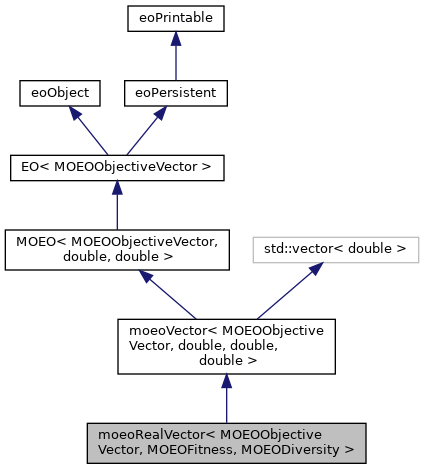 eoPrintable
eoObject
eoPersistent
EO< MOEOObjectiveVector >
MOEO< MOEOObjectiveVector,
double, double >
std::vector< double >
moeoVector< MOEOObjective
Vector, double, double,
double >
moeoRealVector< MOEOObjective
Vector, MOEOFitness, MOEODiversity >